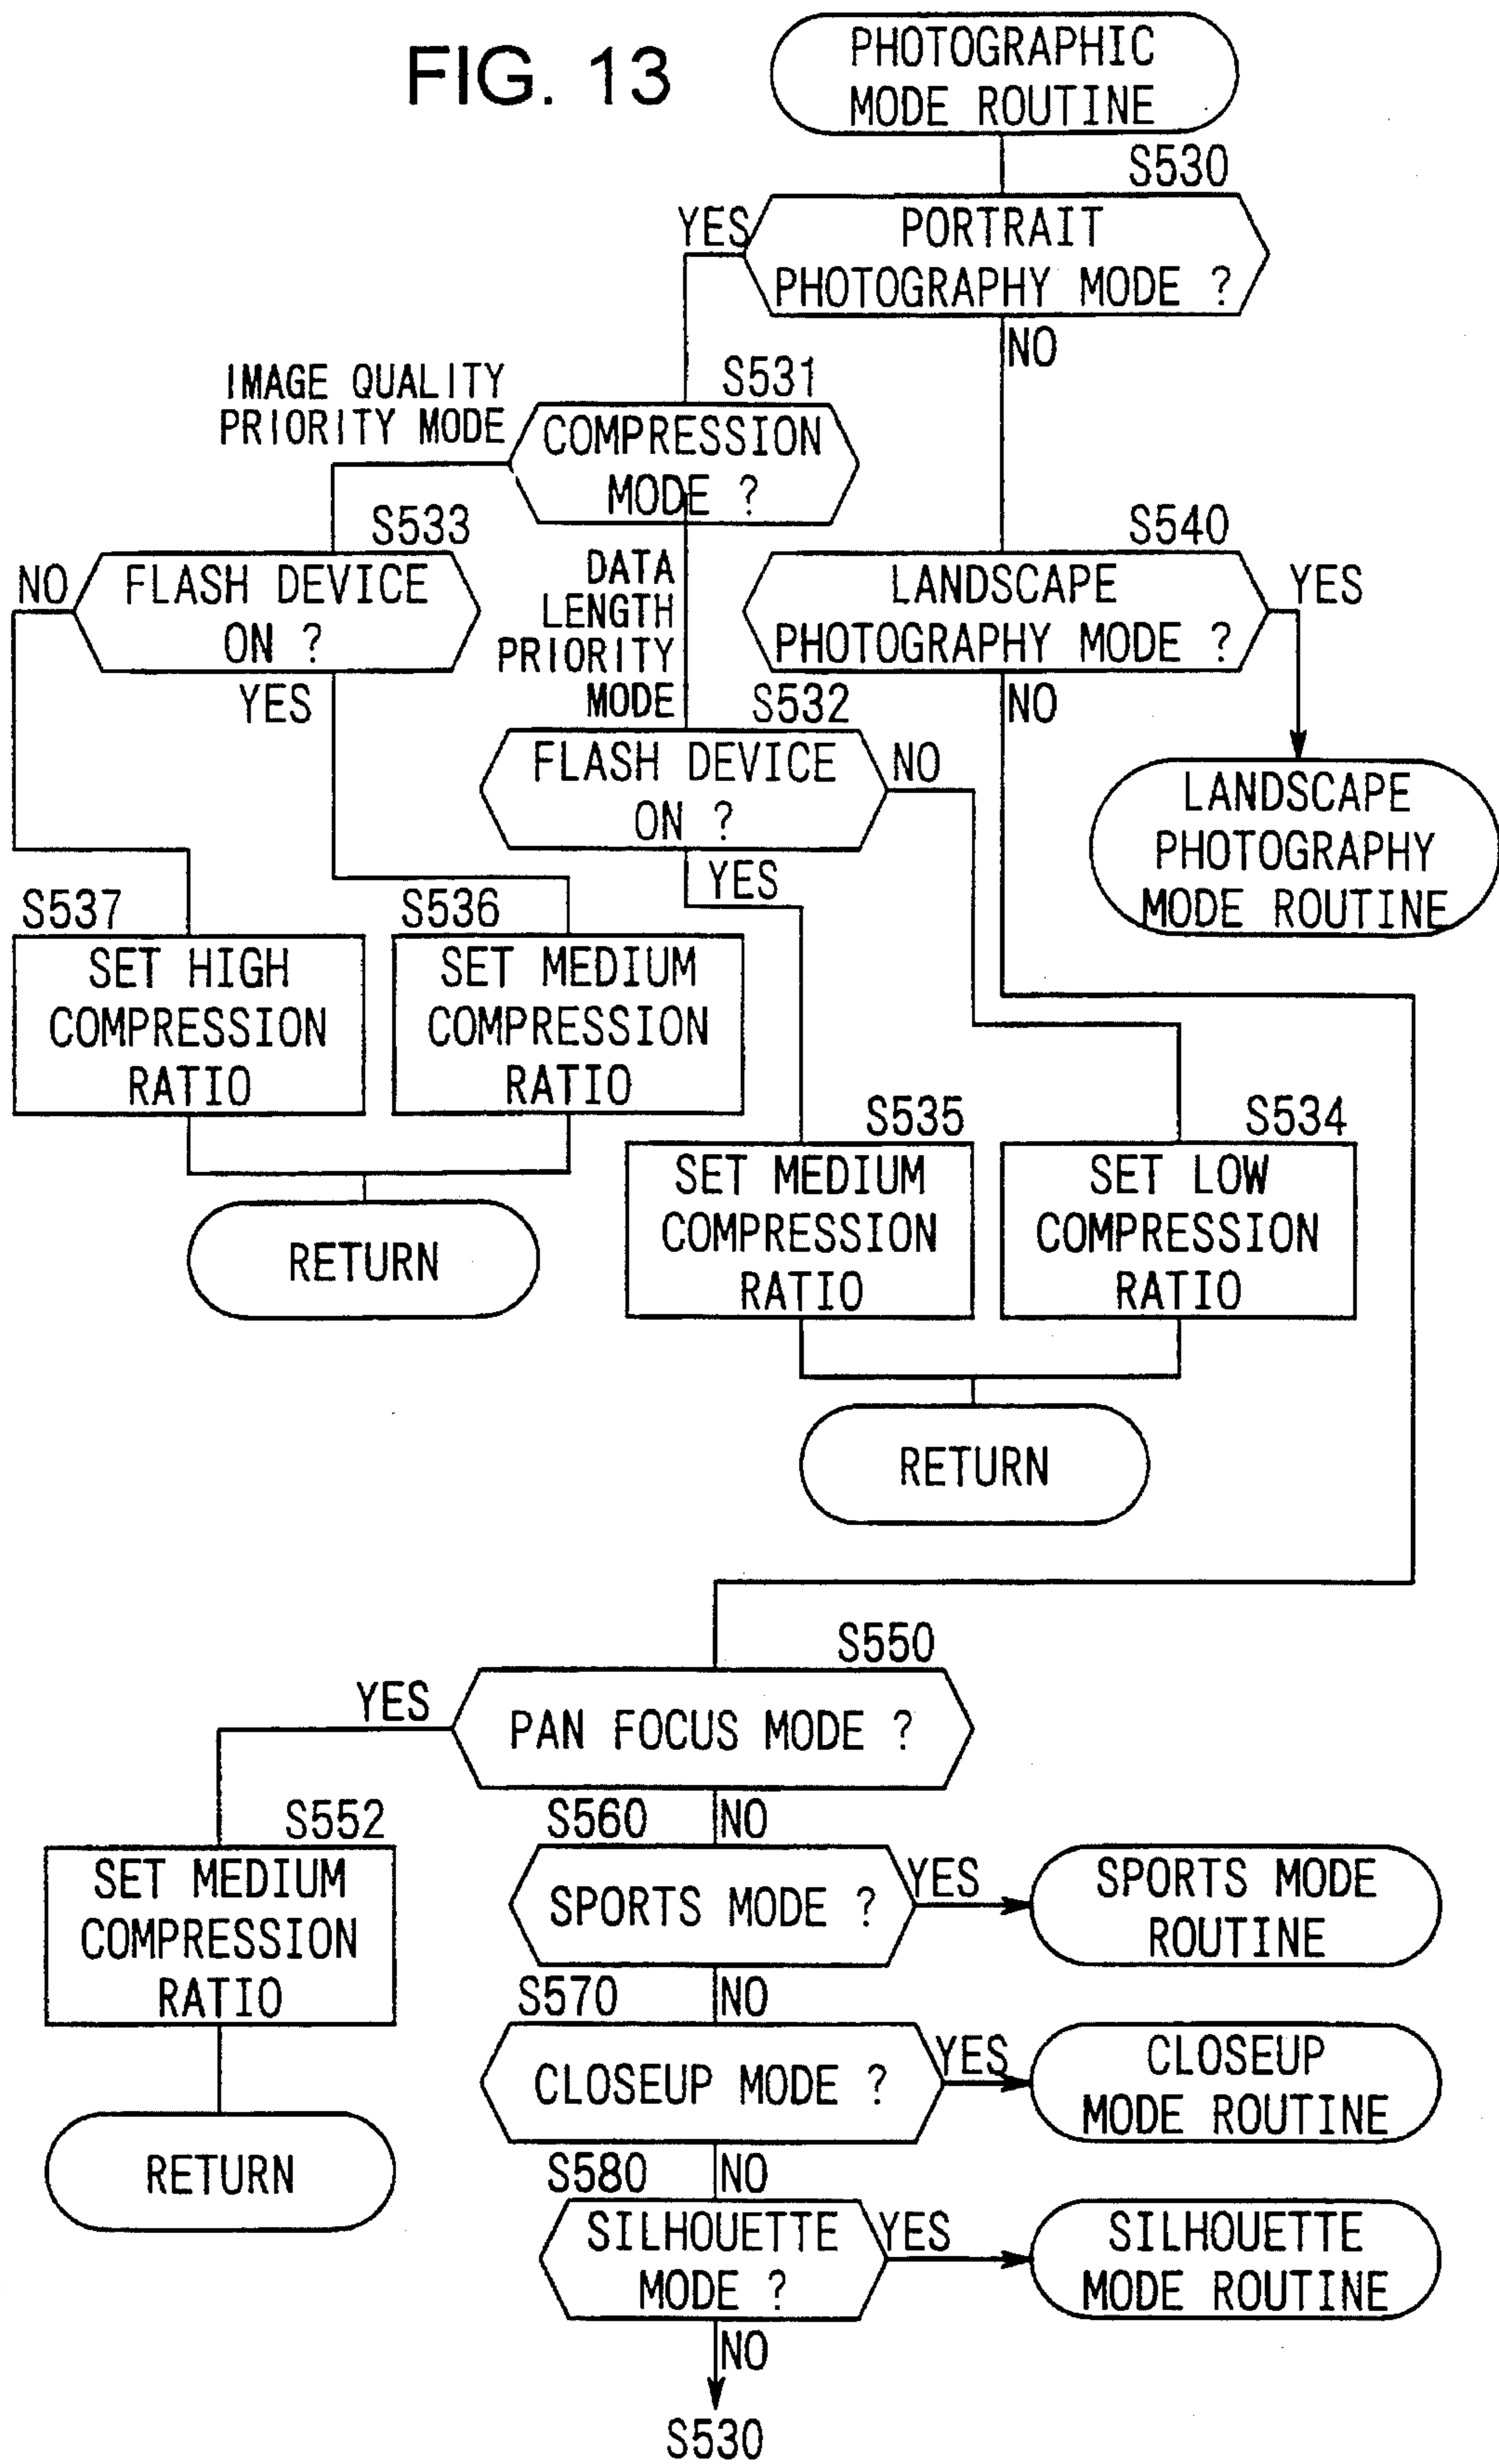 FIG. 13
PHOTOGRAPHIC
MODE ROUTINE
S530
YES
PORTRAIT
PHOTOGRAPHY MODE ?
NO
IMAGE QUALITY
PRIORITY MODE
S531
COMPRESSION
MODE ?
S533
NO
FLASH DEVICE
ON ?
YES
DATA
LENGTH
PRIORITY
MODE
S540
LANDSCAPE
PHOTOGRAPHY MODE ?
YES
NO
S532
FLASH DEVICE
ON ?
NO
YES
LANDSCAPE
PHOTOGRAPHY
MODE ROUTINE
S537
SET HIGH
COMPRESSION
RATIO
S536
SET MEDIUM
COMPRESSION
RATIO
RETURN
S535
SET MEDIUM
COMPRESSION
RATIO
S534
SET LOW
COMPRESSION
RATIO
RETURN
S550
YES
PAN FOCUS MODE ?
NO
S552
SET MEDIUM
COMPRESSION
RATIO
RETURN
S560
SPORTS MODE ?
YES
SPORTS MODE
ROUTINE
NO
S570
CLOSEUP MODE ?
YES
CLOSEUP
MODE ROUTINE
NO
S580
SILHOUETTE
MODE ?
YES
SILHOUETTE
MODE ROUTINE
NO
S530